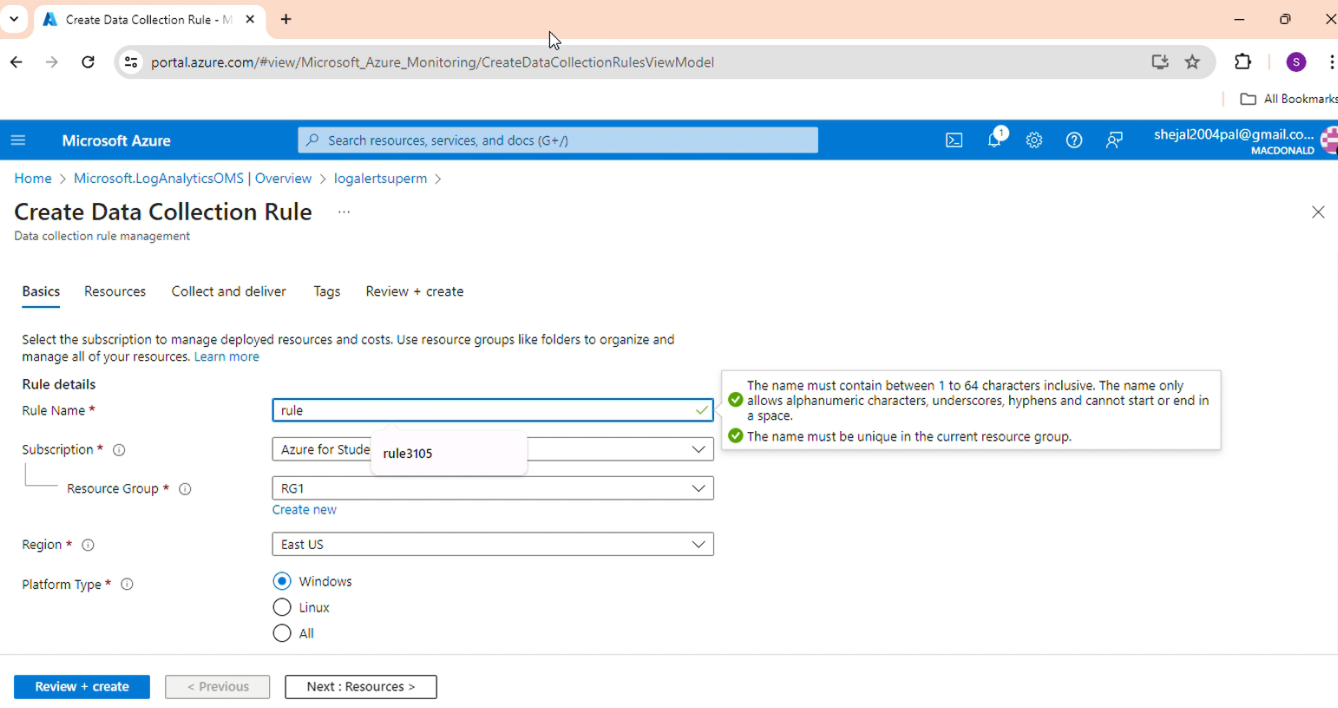 Create Data Collection Rule - M
portal.azure.com/#view/Microsoft_Azure_Monitoring/CreateDataCollectionRulesViewModel
S
All Bookmarks
Microsoft Azure
Search resources, services, and docs (G+/)
1
shejal2004pal@gmail.co...
MACDONALD
Home > Microsoft.LogAnalyticsOMS | Overview > logalertsuperm >
Create Data Collection Rule ...
Data collection rule management
Basics Resources Collect and deliver Tags Review + create
Select the subscription to manage deployed resources and costs. Use resource groups like folders to organize and
manage all of your resources. Learn more
Rule details
Rule Name * rule
The name must contain between 1 to 64 characters inclusive. The name only
allows alphanumeric characters, underscores, hyphens and cannot start or end in
a space.
The name must be unique in the current resource group.
Subscription * Azure for Stude
rule3105
Resource Group * RG1
Create new
Region * East US
Platform Type * Windows
Linux
All
Review + create < Previous Next : Resources >